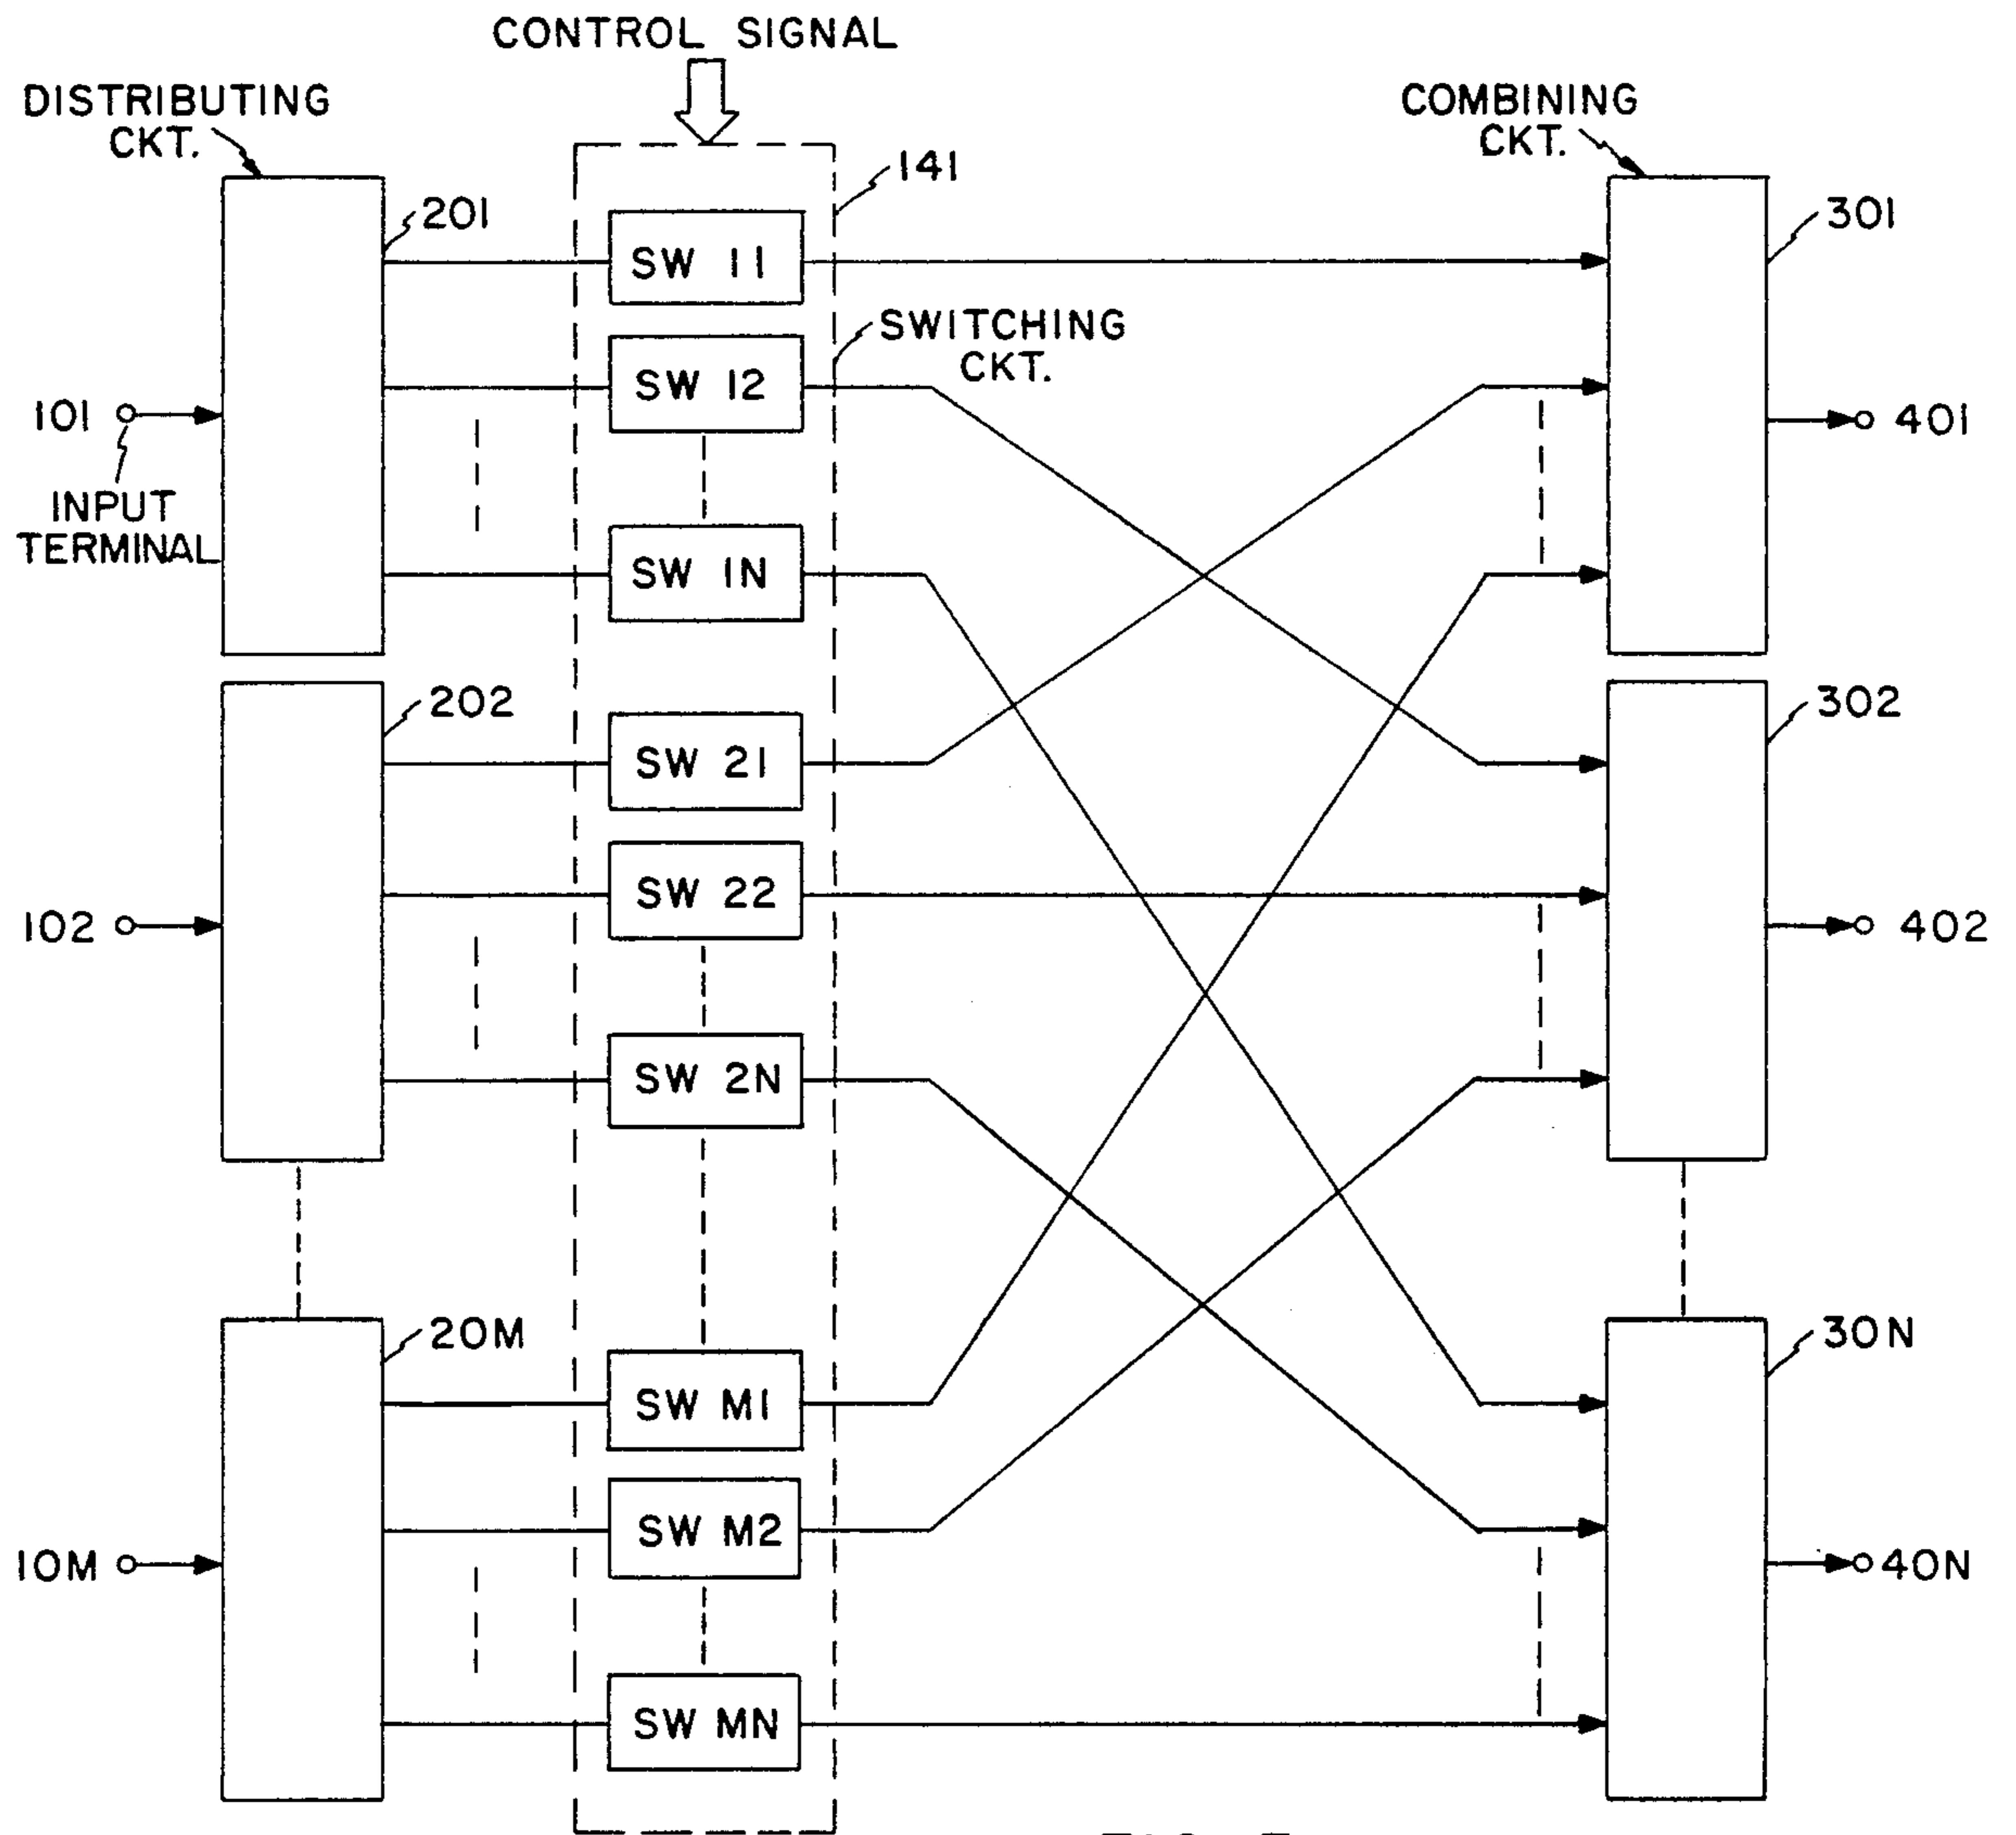 CONTROL SIGNAL
DISTRIBUTING
CKT.
COMBINING
CKT.
141
201
301
SW 11
SWITCHING
CKT.
SW 12
101
401
INPUT
TERMINAL
SW 1N
202
302
SW 21
SW 22
102
402
SW 2N
20M
30N
SW M1
SW M2
10M
40N
SW MN